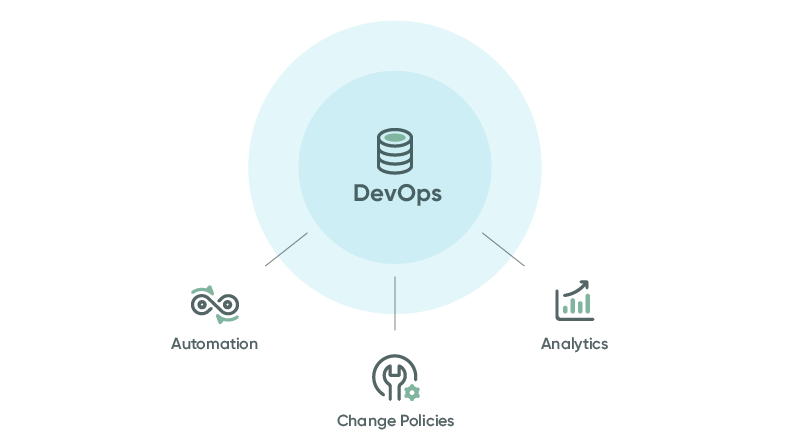 DevOps
Automation
Analytics
Change Policies